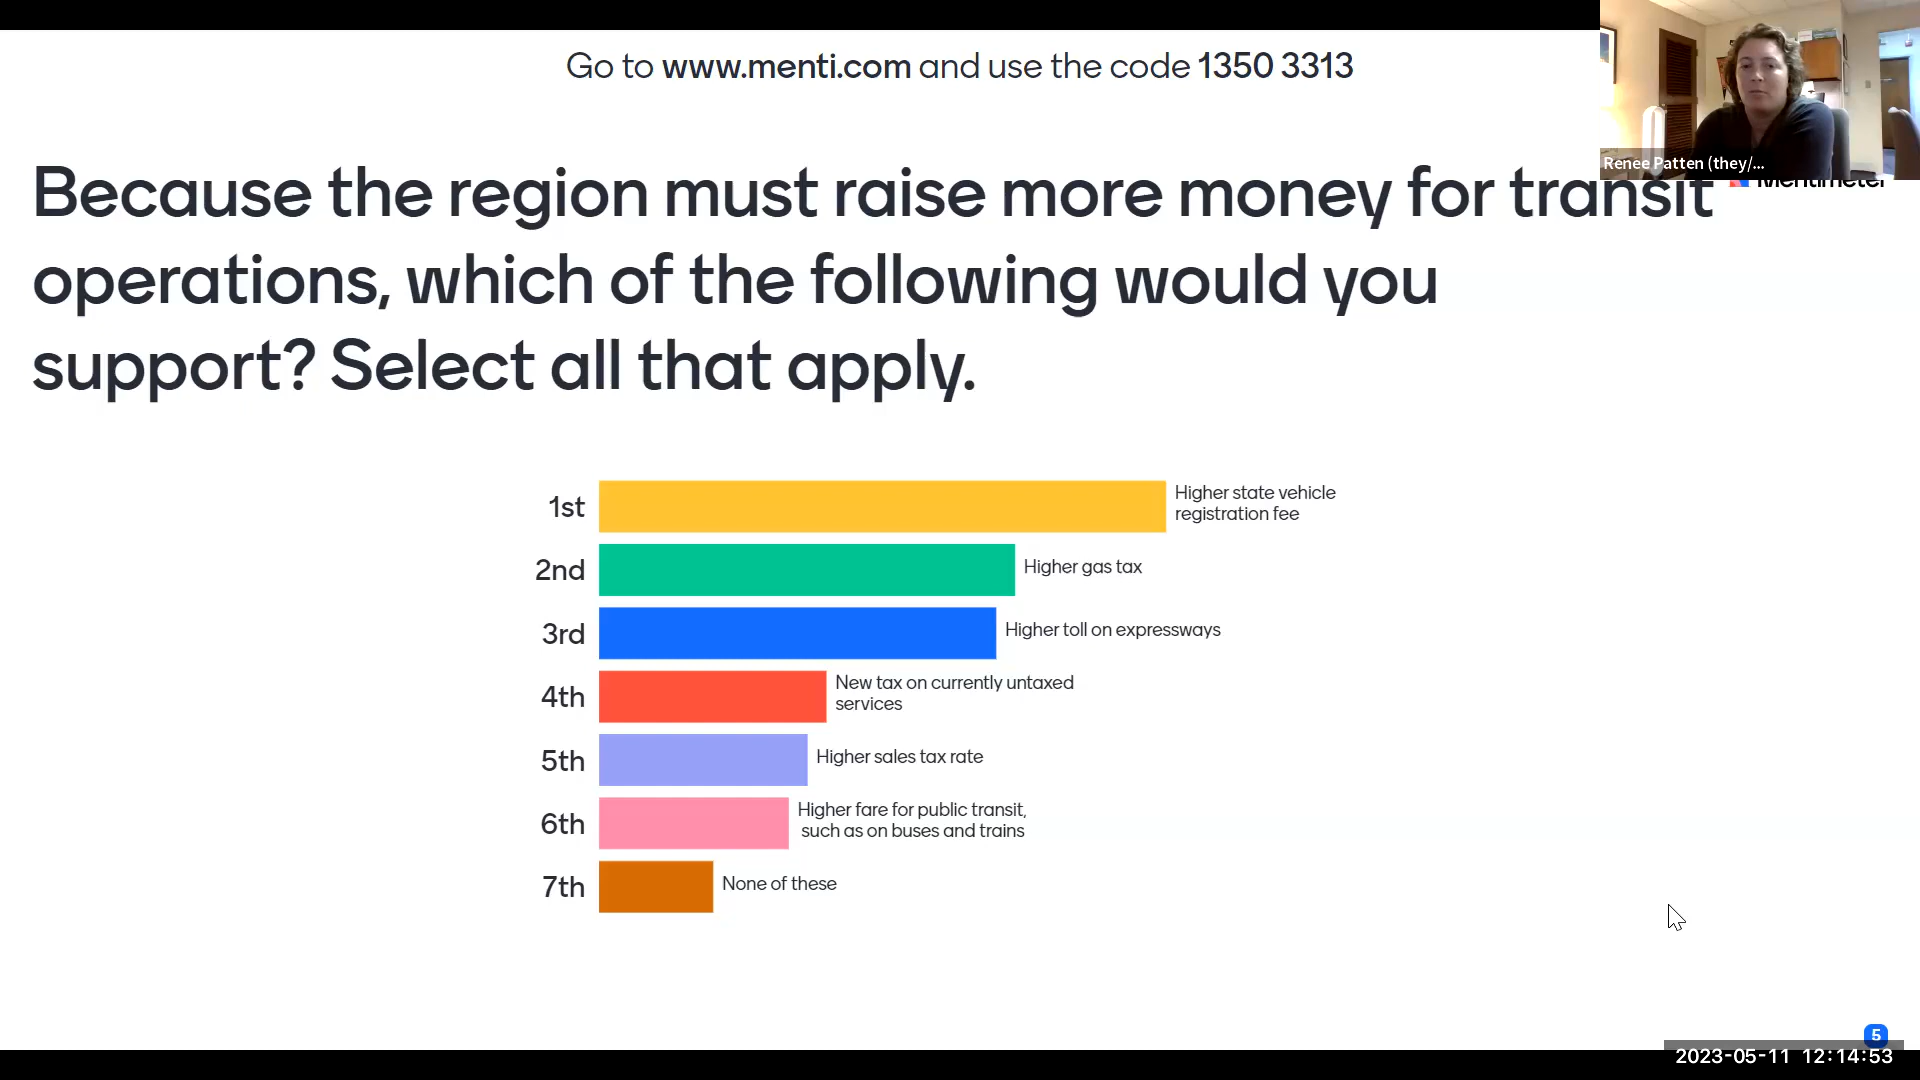 Go to www.menti.com and use the code 1350 3313
Renee Patten (they/...
Mentimeter
Because the region must raise more money for transit
operations, which of the following would you
support? Select all that apply.
1st
Higher state vehicle
registration fee
2nd
Higher gas tax
3rd
Higher toll on expressways
4th
New tax on currently untaxed
services
5th
Higher sales tax rate
6th
Higher fare for public transit,
such as on buses and trains
7th
None of these
5
2023-05-11 12:14:53